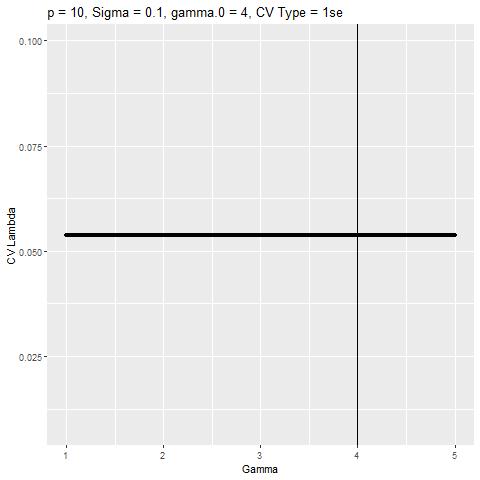 p = 10, Sigma = 0.1, gamma.0 = 4, CV Type = 1se
0.100
0.075
0.050
0.025
CV Lambda
1 2 3 4 5
Gamma